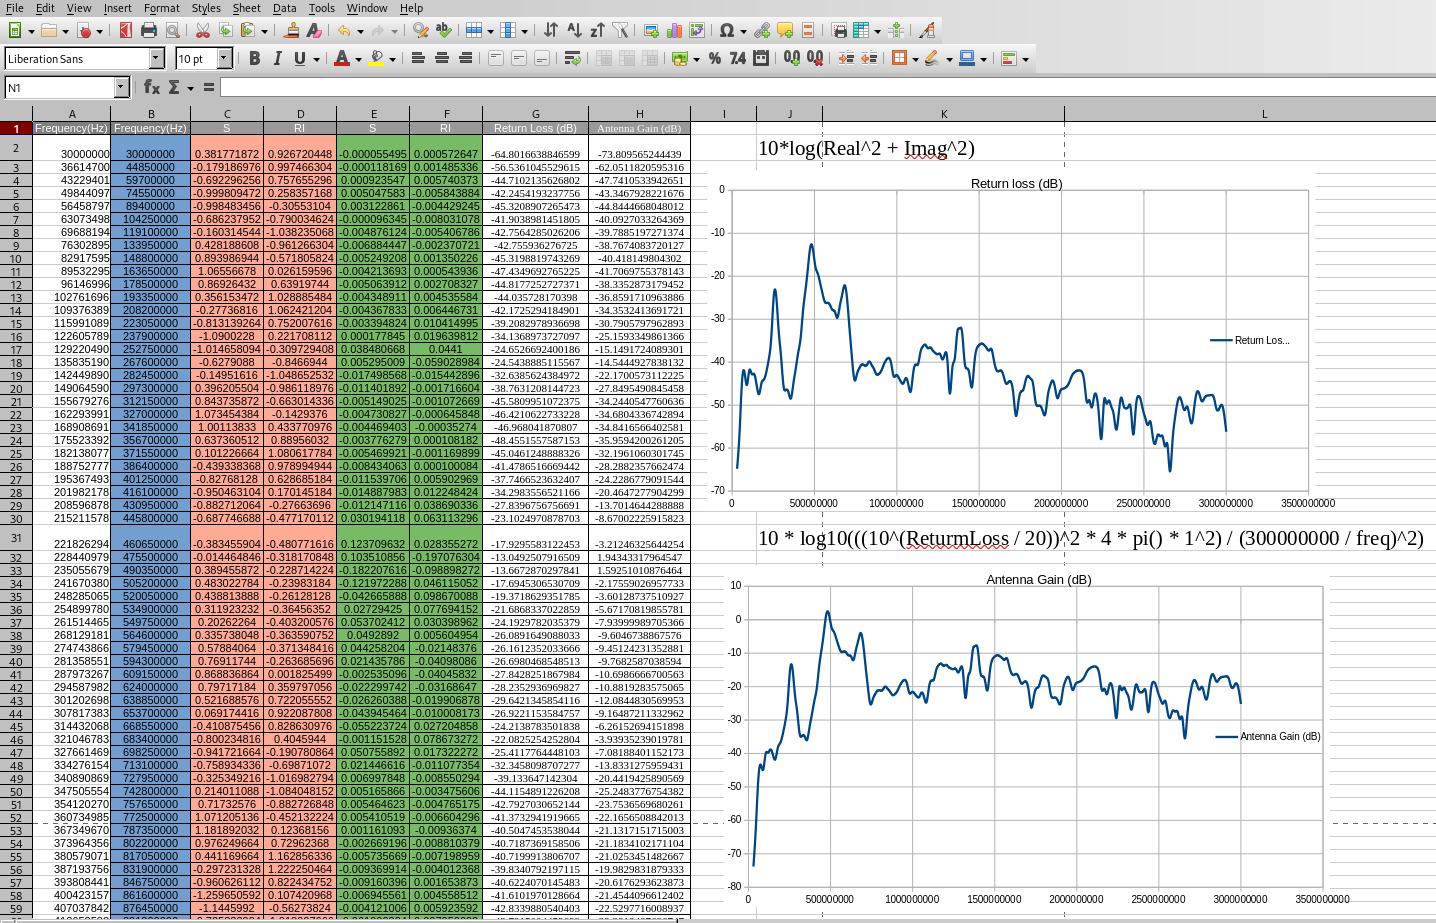 File Edit View Insert Format Styles Sheet Data Tools Window Help
Liberation Sans 10 pt
N1
A B C D E F G H I J K L
1 Frequency(Hz) Frequency(Hz) S RI S RI Return Loss (dB) Antenna Gain (dB)
2 30000000 30000000 0.381771872 0.926720448 -0.000055495 0.000572647 -64.8016638846599 -73.809565244439
10*log(Real^2 + Imag^2)
3 36614700 44850000 -0.179186976 0.997466304 -0.000118169 0.001485336 -56.5361045529615 -62.0511820595316
4 43229401 59700000 -0.692296256 0.757655296 0.000923547 0.005740373 -44.7102135626802 -47.7410533942651
5 49844097 74550000 -0.999809472 0.258357168 0.005047583 -0.005843884 -42.2454193237756 -43.3467928221676
6 56458797 89400000 -0.998483456 -0.30553104 0.003122861 -0.004429245 -45.3208907265473 -44.8444668048012
7 63073498 104250000 -0.686237952 -0.790034624 -0.000096345 -0.008031078 -41.9038981451805 -40.0927033264369
8 69688194 119100000 -0.160314544 -1.038235068 -0.004876124 -0.005406786 -42.7564285026206 -39.7885197271374
9 76302895 133950000 0.428188608 -0.961266304 -0.006884447 -0.002370721 -42.755936276725 -38.7674083720127
10 82917595 148800000 0.893986944 -0.571805824 -0.005249208 0.001350226 -45.3198819743269 -40.418149804302
11 89532295 163650000 1.06556678 0.026159596 -0.004213693 0.000543936 -47.4349692765225 -41.7069755378143
12 96146996 178500000 0.86926432 0.63919744 -0.005063912 0.002708327 -44.8177252727371 -38.3352873179452
13 102761696 193350000 0.356153472 1.028885484 -0.004348911 0.004535584 -44.035728170398 -36.8591710963886
14 109376389 208200000 -0.27736816 1.062421204 -0.004367833 0.006446731 -42.1725294184901 -34.3532413691721
15 115991089 223050000 -0.813139264 0.752007616 -0.003394824 0.010414995 -39.2082978936698 -30.7905797962893
16 122605789 237900000 -1.0900228 0.221708112 0.000177845 0.019639812 -34.1368973727097 -25.1593349861366
17 129220490 252750000 -1.014658094 -0.309729408 0.038480668 0.0441 -24.6526692400186 -15.1491724089301
18 135835190 267600000 -0.6279088 -0.8466944 0.005295009 -0.059028984 -24.5438885115567 -14.5444927838132
19 142449890 282450000 -0.14951616 -1.048652532 -0.017498568 -0.015442896 -32.6385624384972 -22.1700573112225
20 149064590 297300000 0.396205504 -0.986118976 -0.011401892 -0.001716604 -38.7631208144723 -27.8495490845458
21 155679276 312150000 0.843735872 -0.663014336 -0.005149025 -0.001072669 -45.5809951072375 -34.2440547760636
22 162293991 327000000 1.073454384 -0.1429376 -0.004730827 -0.000645848 -46.4210622733228 -34.6804336742894
23 168908691 341850000 1.00113833 0.433770976 -0.004469403 -0.00035274 -46.968041870807 -34.8416566402581
24 175523392 356700000 0.637360512 0.88956032 -0.003776279 0.000108182 -48.4551557587153 -35.9594200261205
25 182138077 371550000 0.101226664 1.080617784 -0.005469921 -0.001169899 -45.0461248888326 -32.1961060301745
26 188752777 386400000 -0.439338368 0.978994944 -0.008434063 0.000100084 -41.4786516669442 -28.2882357662474
27 195367493 401250000 -0.82768128 0.628685184 -0.011539706 0.005902969 -37.7466523632407 -24.2286779091544
28 201982178 416100000 -0.950463104 0.170145184 -0.014887983 0.012248424 -34.2983556521166 -20.4647277904299
29 208596878 430950000 -0.882712064 -0.27663696 -0.012147116 0.038690336 -27.8396756756691 -13.7014644288888
30 215211578 445800000 -0.687746688 -0.477170112 0.030194118 0.063113296 -23.1024970878703 -8.67002225915823
31 221826294 460650000 -0.383455904 -0.480771616 0.123709632 0.028355272 -17.9295583122453 -3.21246325644254
10 * log10(((10^(ReturmLoss / 20))^2 * 4 * pi() * 1^2) / (300000000 / freq)^2)
32 228440979 475500000 -0.014464846 -0.318170848 0.103510856 -0.197076304 -13.0492507916509 1.94343317964547
33 235055679 490350000 0.389455872 -0.228714224 -0.182207616 -0.098898272 -13.6672870297841 1.59251010876464
34 241670380 505200000 0.483022784 -0.23983184 -0.121972288 0.046115052 -17.6945306530709 -2.17559026957733
35 248285065 520050000 0.438813888 -0.26128128 -0.042665888 0.098670088 -19.3718629351785 -3.60128737510927
36 254899780 534900000 0.311923232 -0.36456352 0.02729425 0.077694152 -21.6868337022859 -5.67170819855781
37 261514465 549750000 0.20262264 -0.403200576 0.053702412 0.030398962 -24.1929782035379 -7.93999989705366
38 268129181 564600000 0.335738048 -0.363590752 0.0492892 0.005604954 -26.0891649088033 -9.6046738867576
39 274743866 579450000 0.57884064 -0.371348416 0.044258204 -0.02148376 -26.1612352033666 -9.45124231352881
40 281358551 594300000 0.76911744 -0.263685696 0.021435786 -0.04098086 -26.6980468548513 -9.7682587038594
41 287973267 609150000 0.868836864 0.001825499 -0.002535096 -0.04045832 -27.8428251867984 -10.6986666700563
42 294587982 624000000 0.79717184 0.359797056 -0.022299742 -0.03168647 -28.2352936969827 -10.8819283575065
43 301202698 638850000 0.521688576 0.722055552 -0.026260388 -0.019906878 -29.6421345854116 -12.0844830569953
44 307817383 653700000 0.069174416 0.922087808 -0.043945464 -0.010008173 -26.9221153584757 -9.16487211332962
45 314432068 668550000 -0.410875456 0.828630976 -0.055223724 0.027204858 -24.2138783501838 -6.26152694151898
46 321046783 683400000 -0.800234816 0.4045944 -0.001151528 0.078673272 -22.0825254252804 -3.93935239019781
47 327661469 698250000 -0.941721664 -0.190780864 0.050755892 0.017322272 -25.4117764448103 -7.08188401152173
48 334276154 713100000 -0.758934336 -0.69871072 0.021446616 -0.011077354 -32.3458098707277 -13.8331275959431
49 340890869 727950000 -0.325349216 -1.016982794 0.006997848 -0.008550294 -39.133647142304 -20.4419425890569
50 347505554 742800000 0.214011088 -1.084048152 0.005165866 -0.003475606 -44.1154891226208 -25.2483776754382
51 354120270 757650000 0.71732576 -0.882726848 0.005464623 -0.004765175 -42.7927030652144 -23.7536569680261
52 360734985 772500000 1.071205136 -0.452132224 0.005410519 -0.006604296 -41.3732941919665 -22.1656508842013
53 367349670 787350000 1.181892032 0.12368156 0.001161093 -0.00936374 -40.5047453538044 -21.1317151715003
54 373964356 802200000 0.976249664 0.72962368 -0.002669196 -0.008810379 -40.7187369158506 -21.1834102171104
55 380579071 817050000 0.441169664 1.162856336 -0.005735669 -0.007198959 -40.7199913806707 -21.0253451482667
56 387193756 831900000 -0.297231328 1.222250464 -0.009369914 -0.004012368 -39.8340792197115 -19.9829831879333
57 393808441 846750000 -0.960626112 0.822434752 -0.009160396 0.001653873 -40.6224070145483 -20.6176293623873
58 400423157 861600000 -1.259650592 0.107420968 -0.006945561 0.004558512 -41.6101970128664 -21.4544096612402
59 407037842 876450000 -1.1445992 -0.56273824 -0.004121006 0.005923592 -42.8339880540403 -22.5297716008937
Return loss (dB)
0
-10
-20
-30
-40
-50
-60
-70
0 500000000 1000000000 1500000000 2000000000 2500000000 3000000000 3500000000
Return Los...
Antenna Gain (dB)
10
0
-10
-20
-30
-40
-50
-60
-70
-80
0 500000000 1000000000 1500000000 2000000000 2500000000 3000000000 3500000000
Antenna Gain (dB)